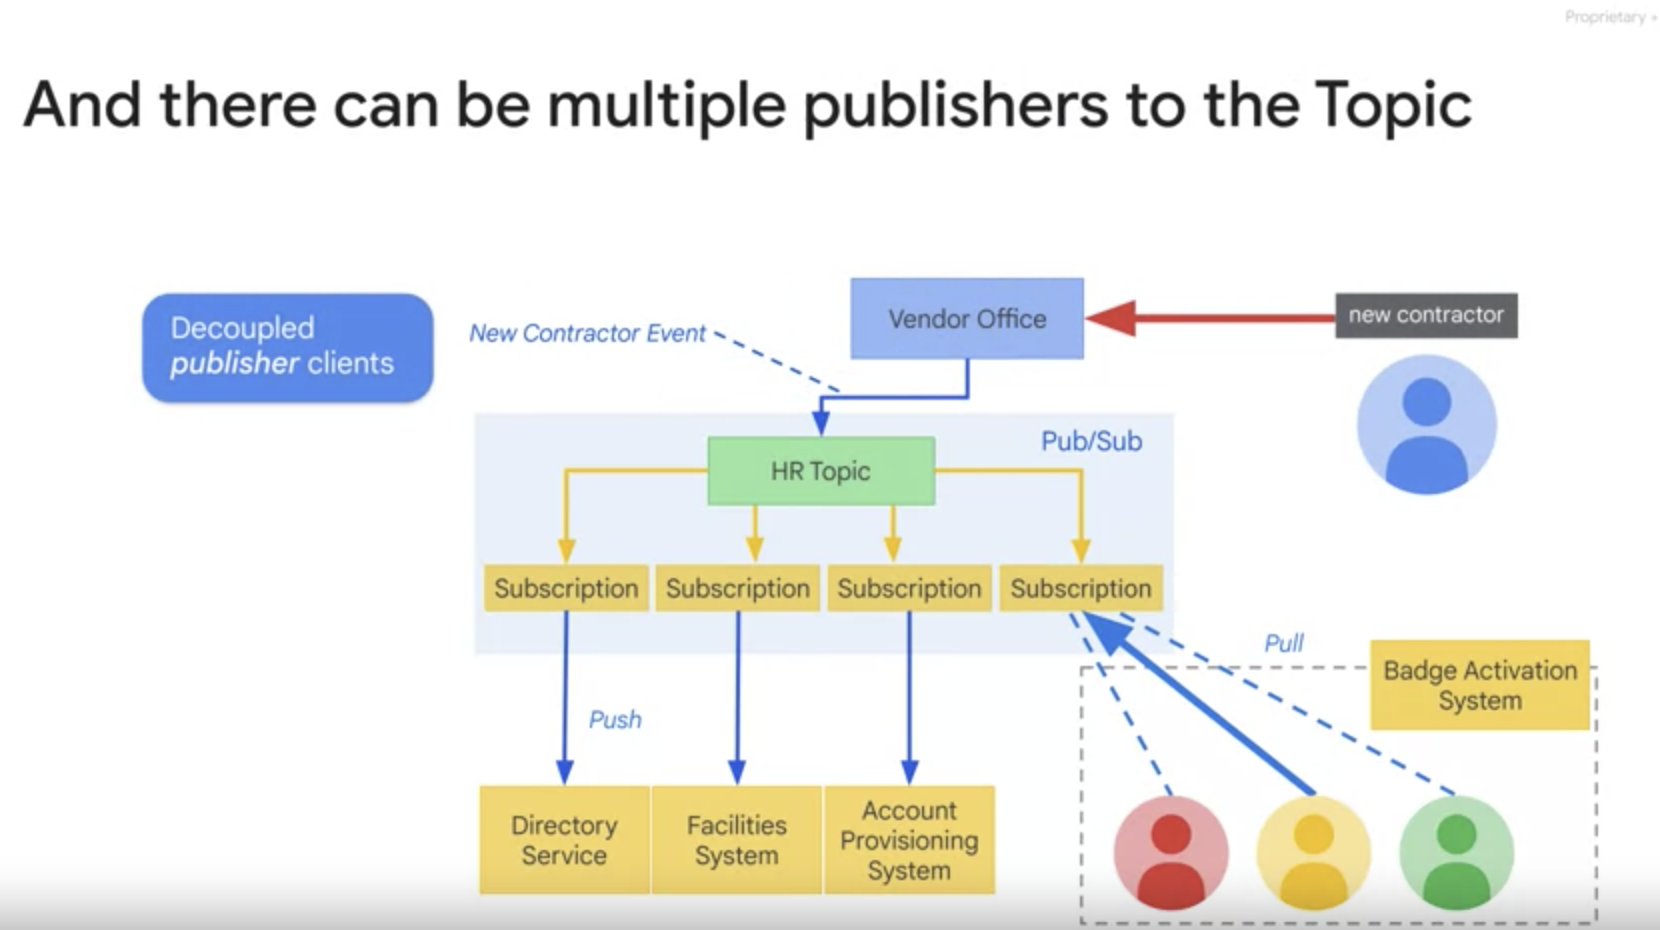 Proprietary +
And there can be multiple publishers to the Topic
Decoupled
publisher clients
New Contractor Event
Vendor Office
new contractor
Pub/Sub
HR Topic
Subscription
Subscription
Subscription
Subscription
Pull
Badge Activation
System
Push
Directory
Service
Facilities
System
Account
Provisioning
System